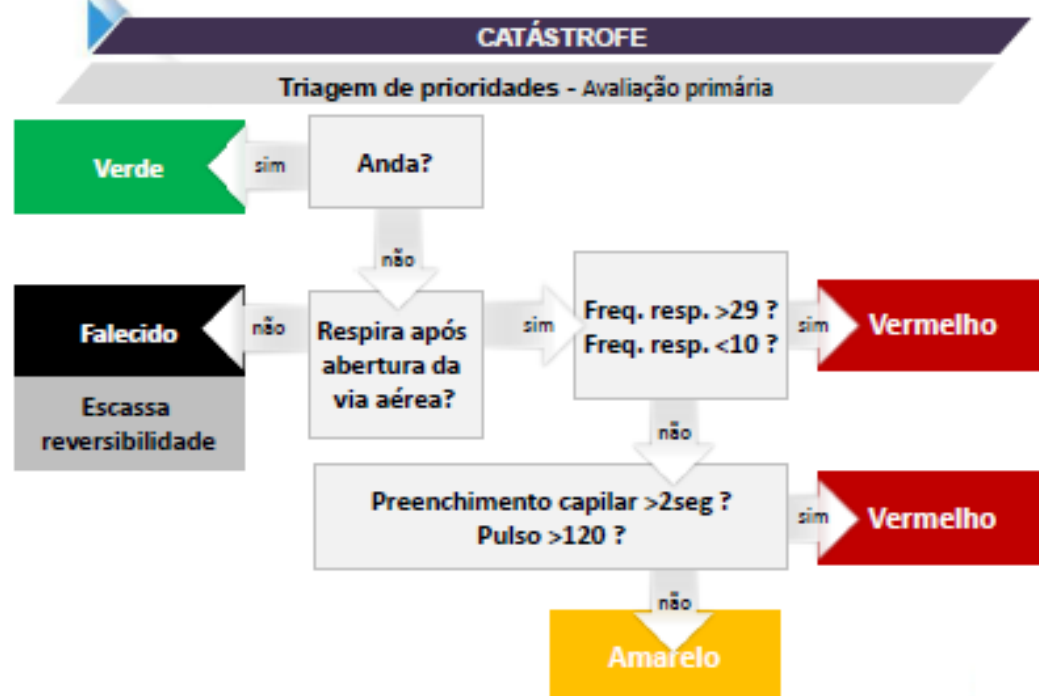 CATÁSTROFE
Triagem de prioridades - Avaliação primária
Verde
sim
Anda?
não
Falecido
não
Respira após
abertura da
via aérea?
sim
Freq. resp. >29 ?
Freq. resp. <10 ?
sim
Vermelho
Escassa
reversibilidade
não
Preenchimento capilar >2seg ?
Pulso >120 ?
sim
Vermelho
não
Amarelo